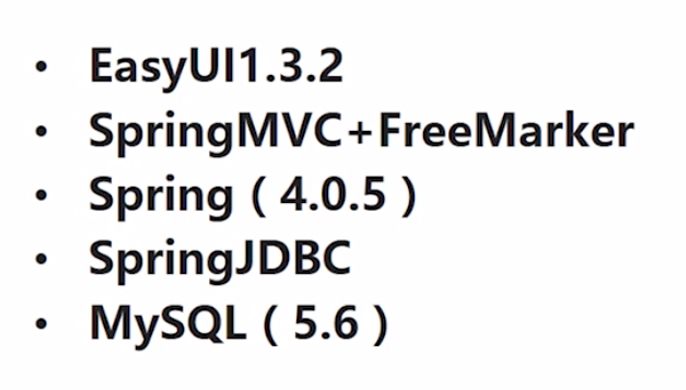 • EasyUI1.3.2
• SpringMVC+FreeMarker
• Spring ( 4.0.5 )
• SpringJDBC
• MySQL ( 5.6 )